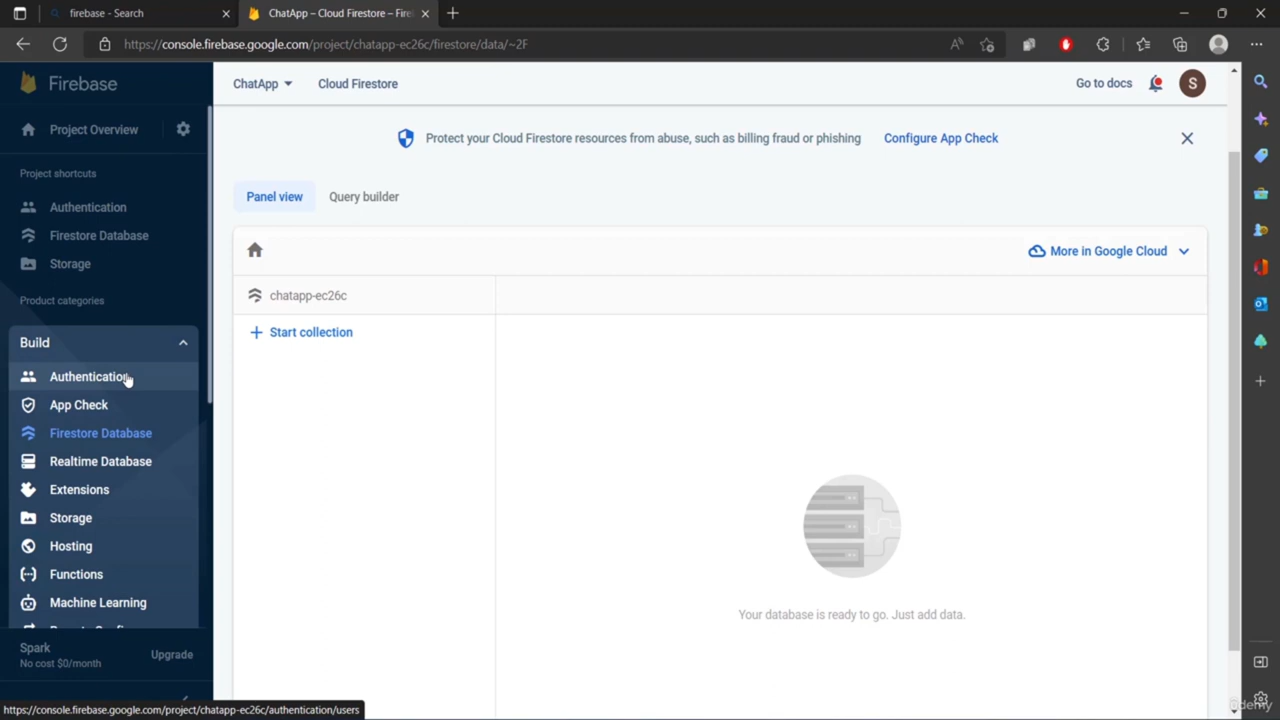 firebase - Search
ChatApp – Cloud Firestore – Fire
https://console.firebase.google.com/project/chatapp-ec26c/firestore/data/~2F
Firebase
ChatApp
Cloud Firestore
Go to docs
S
Project Overview
Protect your Cloud Firestore resources from abuse, such as billing fraud or phishing
Configure App Check
Project shortcuts
Authentication
Firestore Database
Storage
Product categories
Panel view
Query builder
More in Google Cloud
chatapp-ec26c
Start collection
Build
Authentication
App Check
Firestore Database
Realtime Database
Extensions
Storage
Hosting
Functions
Machine Learning
Your database is ready to go. Just add data.
Spark
No cost $0/month
Upgrade
https://console.firebase.google.com/project/chatapp-ec26c/authentication/users
Udemy